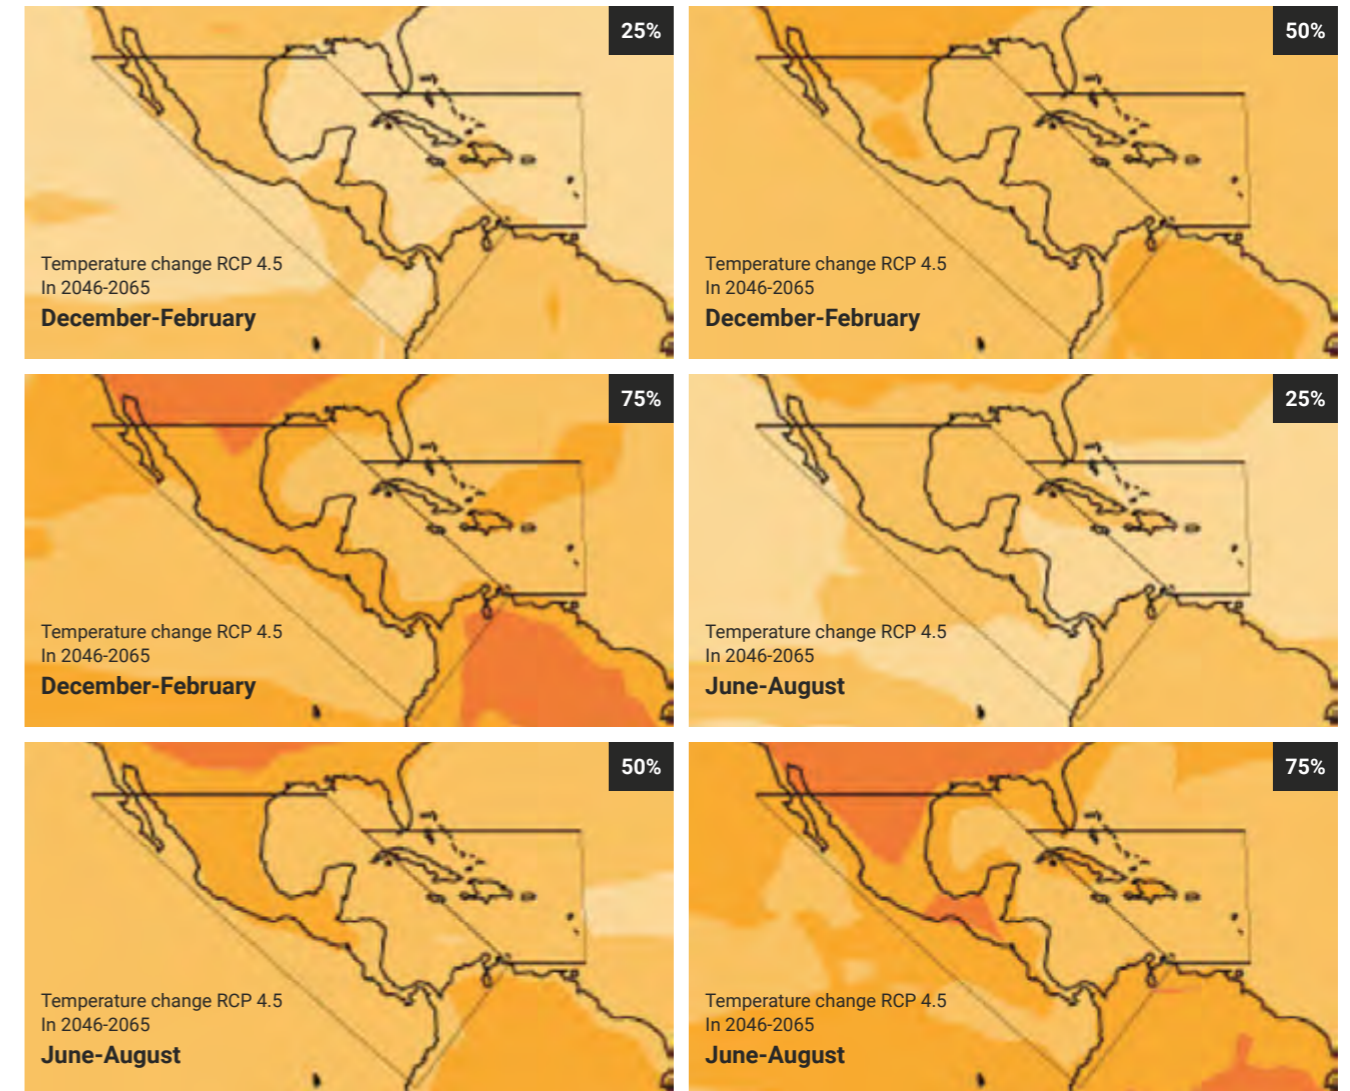 25%
Temperature change RCP 4.5
In 2046-2065
December-February
50%
Temperature change RCP 4.5
In 2046-2065
December-February
75%
Temperature change RCP 4.5
In 2046-2065
December-February
25%
Temperature change RCP 4.5
In 2046-2065
June-August
50%
Temperature change RCP 4.5
In 2046-2065
June-August
75%
Temperature change RCP 4.5
In 2046-2065
June-August